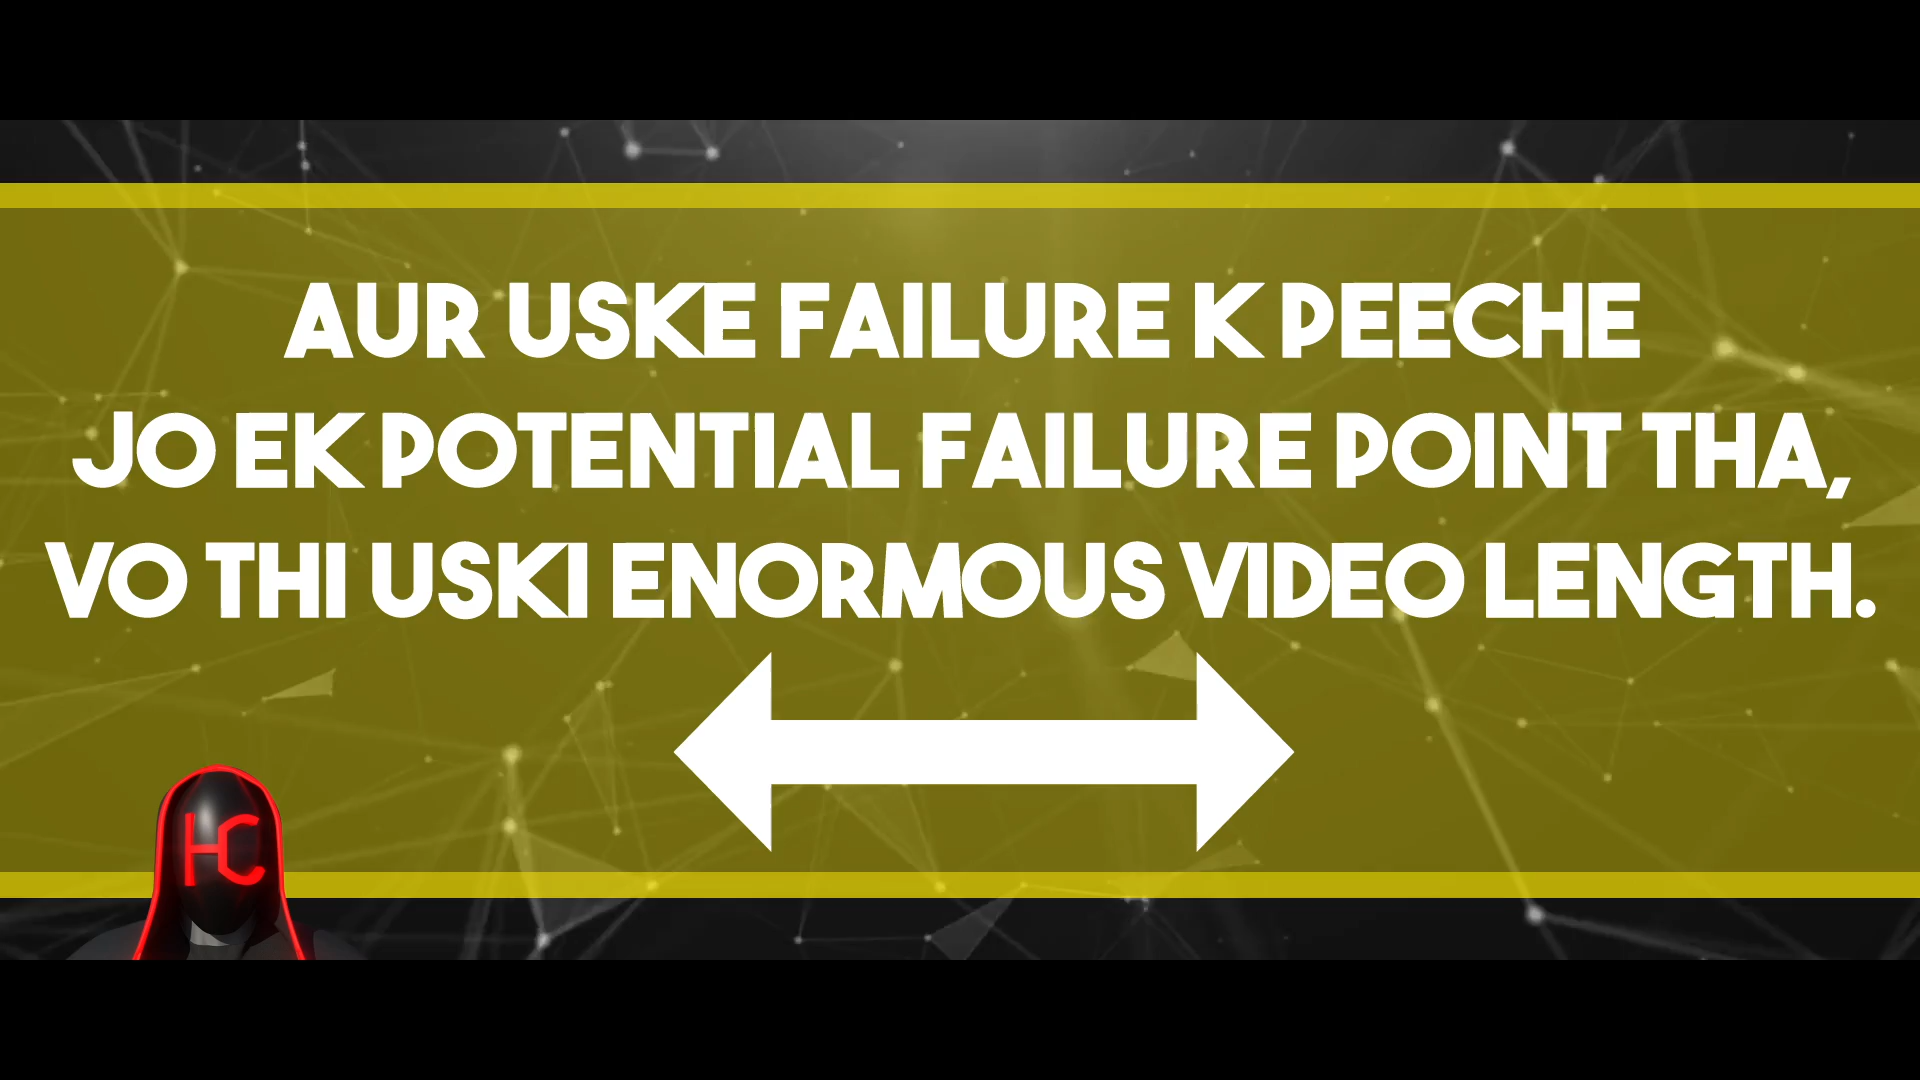 AUR USKE FAILURE K PEECHE
JO EK POTENTIAL FAILURE POINT THA,
VO THI USKI ENORMOUS VIDEO LENGTH.
HC